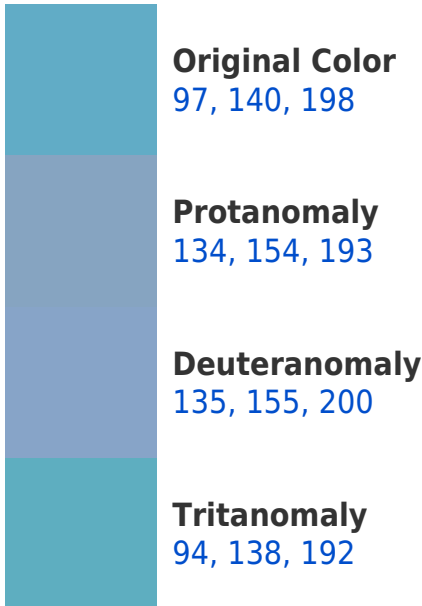 Original Color
97, 140, 198
Protanomaly
134, 154, 193
Deuteranomaly
135, 155, 200
Tritanomaly
94, 138, 192